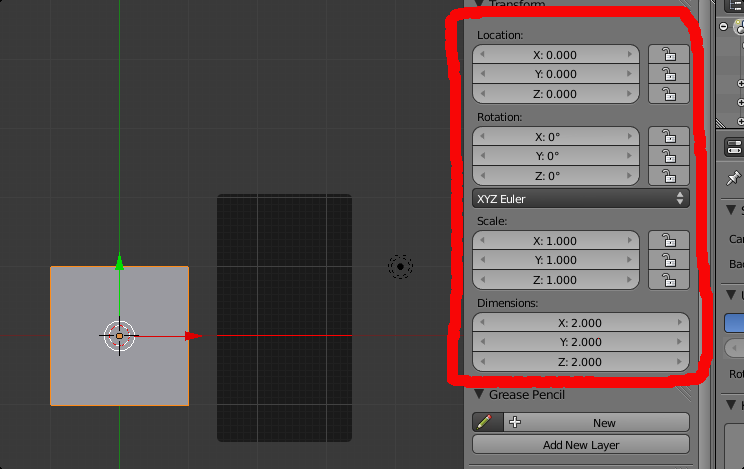 Transform
Location:
X: 0.000
Y: 0.000
Z: 0.000
Rotation:
X: 0°
Y: 0°
Z: 0°
XYZ Euler
Scale:
X: 1.000
Y: 1.000
Z: 1.000
Dimensions:
X: 2.000
Y: 2.000
Z: 2.000
Grease Pencil
New
Add New Layer